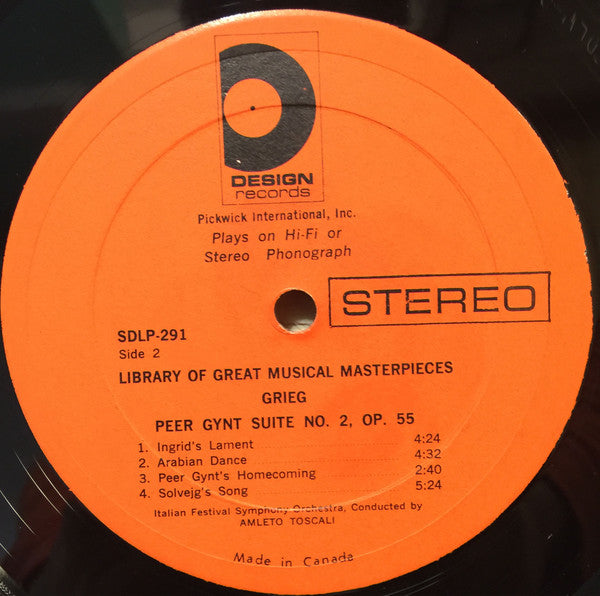 DESIGN
records
Pickwick International, Inc.
Plays on Hi-Fi or
Stereo Phonograph
STEREO
SDLP-291
Side 2
LIBRARY OF GREAT MUSICAL MASTERPIECES
GRIEG
PEER GYNT SUITE NO. 2, OP. 55
1. Ingrid's Lament 4:24
2. Arabian Dance 4:32
3. Peer Gynt's Homecoming 2:40
4. Solvejg's Song 5:24
Italian Festival Symphony Orchestra, Conducted by
AMLETO TOSCALI
Made in Canada